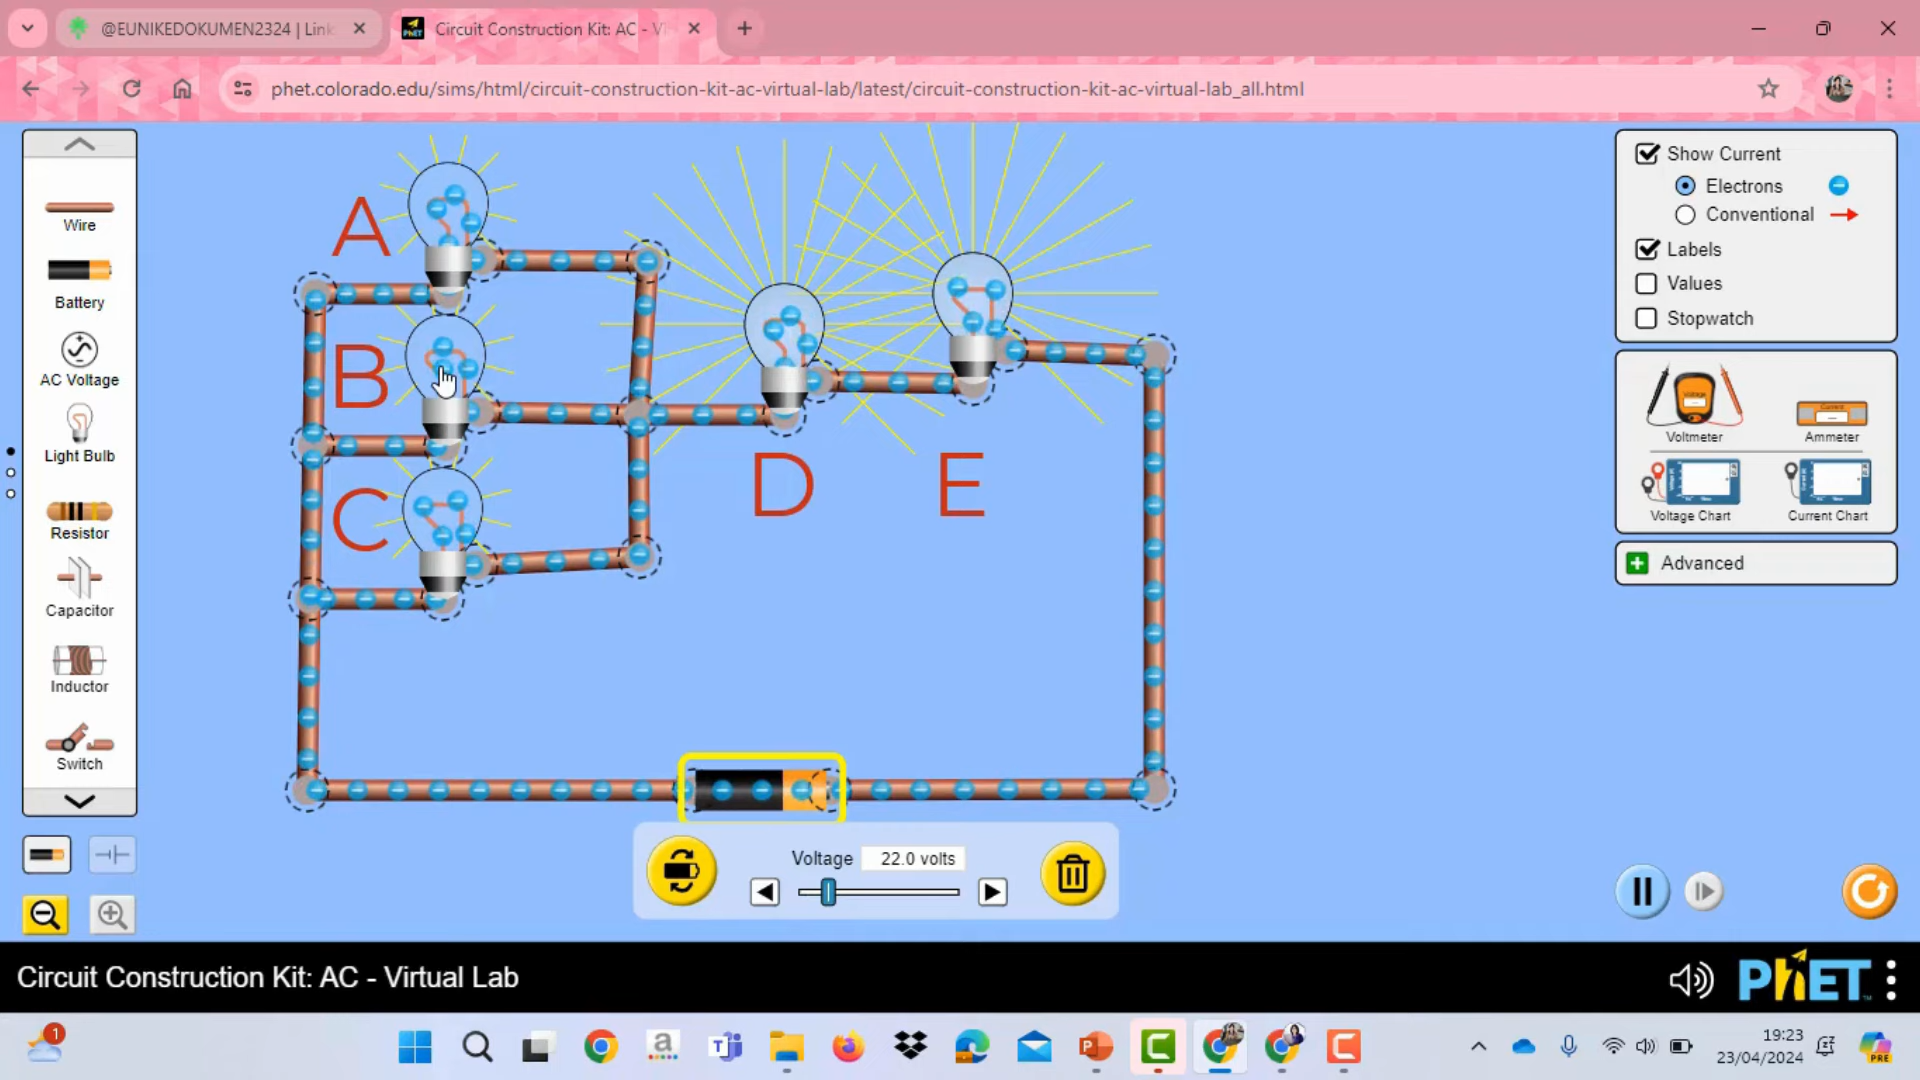 @EUNIKEDOKUMEN2324 | Link
Circuit Construction Kit: AC - Vi
phet.colorado.edu/sims/html/circuit-construction-kit-ac-virtual-lab/latest/circuit-construction-kit-ac-virtual-lab_all.html
Wire
Battery
AC Voltage
Light Bulb
Resistor
Capacitor
Inductor
Switch
A
B
C
D
E
Show Current
Electrons
Conventional
Labels
Values
Stopwatch
Voltmeter
Ammeter
Voltage Chart
Current Chart
Advanced
Voltage 22.0 volts
Circuit Construction Kit: AC - Virtual Lab
PhET
1
19:23
23/04/2024
PRE